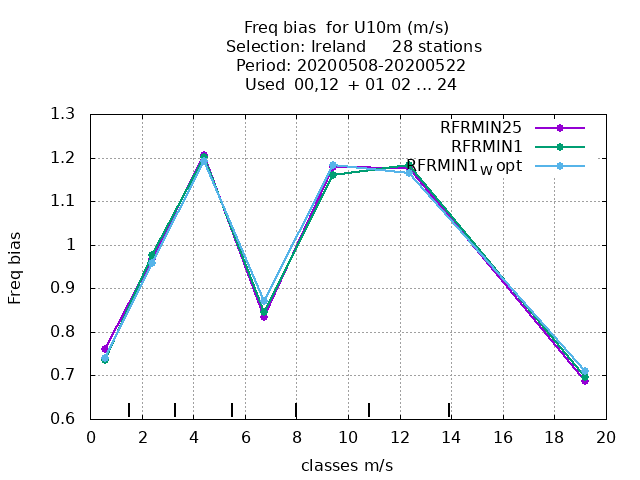 Freq bias  for U10m (m/s)
Selection: Ireland     28 stations
Period: 20200508-20200522
Used  00,12  + 01 02 ... 24
RFRMIN25
RFRMIN1
RFRMIN1W opt
1.3
1.2
1.1
1
0.9
0.8
0.7
0.6
Freq bias
0 2 4 6 8 10 12 14 16 18 20
classes m/s